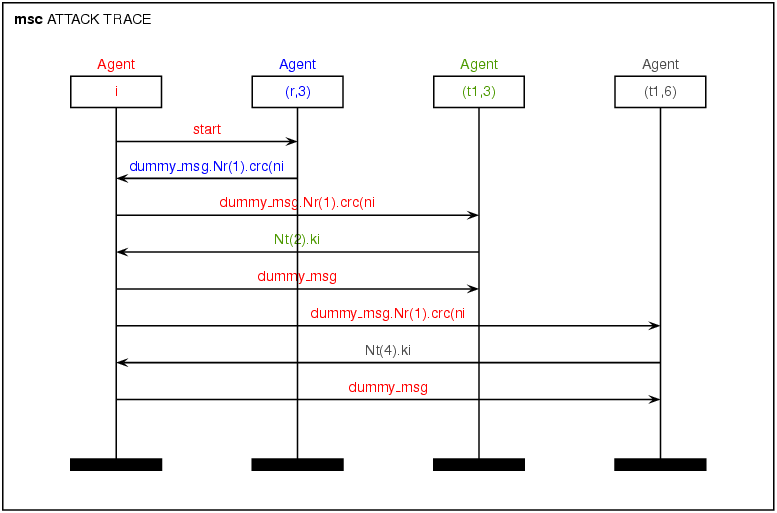 msc ATTACK TRACE
Agent Agent Agent Agent
i (r,3) (t1,3) (t1,6)
start
dummy_msg.Nr(1).crc(ni
dummy_msg.Nr(1).crc(ni
Nt(2).ki
dummy_msg
dummy_msg.Nr(1).crc(ni
Nt(4).ki
dummy_msg